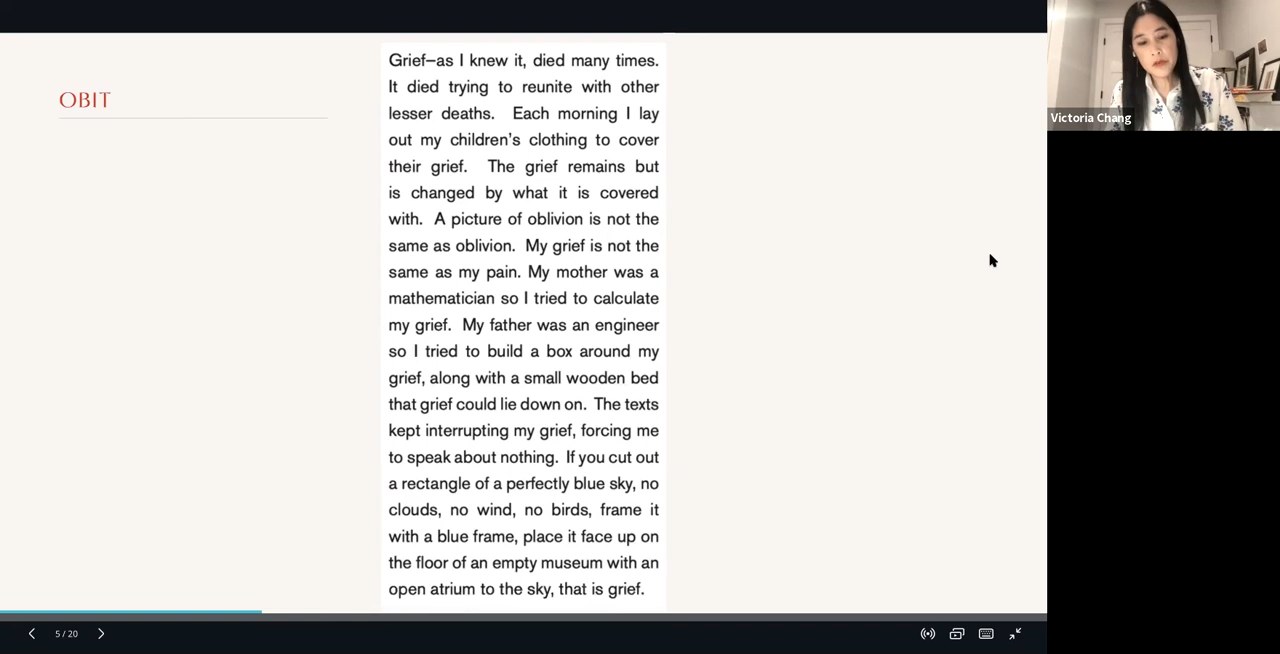 OBIT
Grief—as I knew it, died many times.
It died trying to reunite with other
lesser deaths. Each morning I lay
out my children's clothing to cover
their grief. The grief remains but
is changed by what it is covered
with. A picture of oblivion is not the
same as oblivion. My grief is not the
same as my pain. My mother was a
mathematician so I tried to calculate
my grief. My father was an engineer
so I tried to build a box around my
grief, along with a small wooden bed
that grief could lie down on. The texts
kept interrupting my grief, forcing me
to speak about nothing. If you cut out
a rectangle of a perfectly blue sky, no
clouds, no wind, no birds, frame it
with a blue frame, place it face up on
the floor of an empty museum with an
open atrium to the sky, that is grief.
Victoria Chang
5 / 20